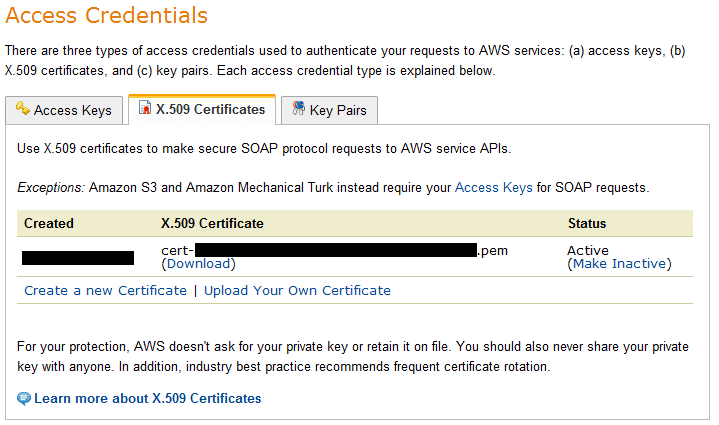 Access Credentials
There are three types of access credentials used to authenticate your requests to AWS services: (a) access keys, (b)
X.509 certificates, and (c) key pairs. Each access credential type is explained below.
Access Keys X.509 Certificates Key Pairs
Use X.509 certificates to make secure SOAP protocol requests to AWS service APIs.
Exceptions: Amazon S3 and Amazon Mechanical Turk instead require your Access Keys for SOAP requests.
Created X.509 Certificate Status
cert- .pem Active
(Download) (Make Inactive)
Create a new Certificate | Upload Your Own Certificate
For your protection, AWS doesn't ask for your private key or retain it on file. You should also never share your private
key with anyone. In addition, industry best practice recommends frequent certificate rotation.
Learn more about X.509 Certificates